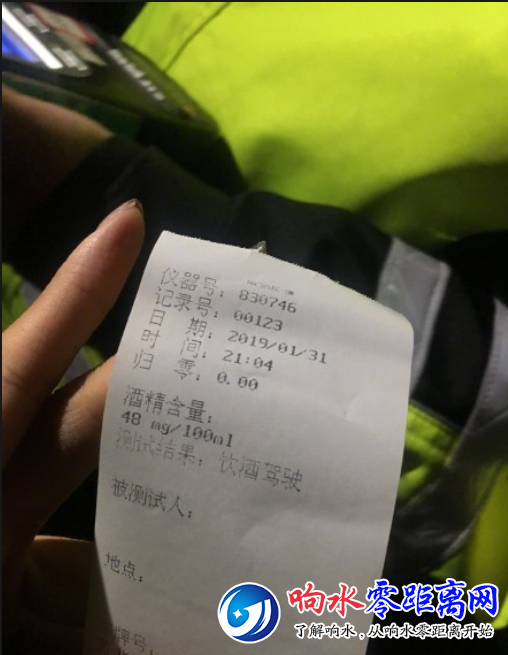 仪器号：830746
记录号：00123
日　期：2019/01/31
时　间：21:04
归　零：0.00
酒精含量：
48 mg/100ml
测试结果：饮酒驾驶
被测试人：
地点：
牌号
响水零距离网
了解响水，从响水零距离开始